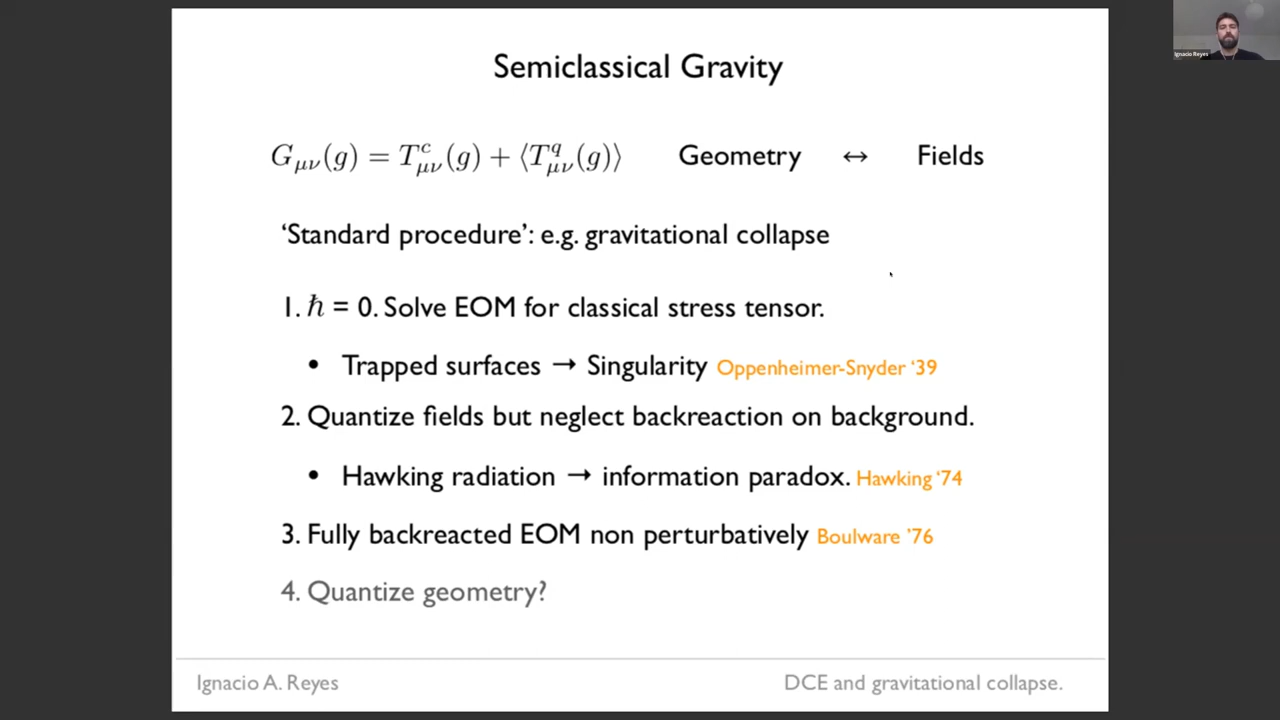 Semiclassical Gravity
Ignacio Reyes
G_{μν}(g) = T^c_{μν}(g) + ⟨T^q_{μν}(g)⟩ Geometry ↔ Fields
‘Standard procedure’: e.g. gravitational collapse
1. ℏ = 0. Solve EOM for classical stress tensor.
• Trapped surfaces → Singularity Oppenheimer-Snyder ‘39
2. Quantize fields but neglect backreaction on background.
• Hawking radiation → information paradox. Hawking ‘74
3. Fully backreacted EOM non perturbatively Boulware ’76
4. Quantize geometry?
Ignacio A. Reyes DCE and gravitational collapse.